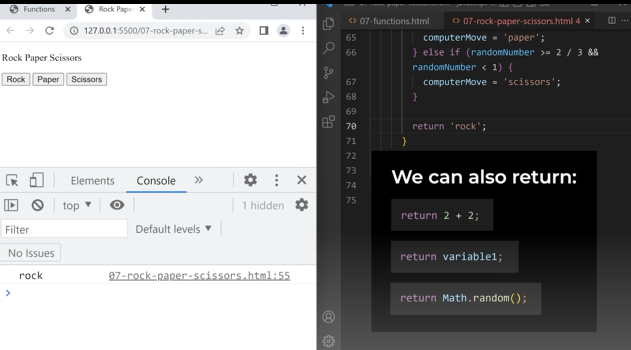 Functions
Rock Pape
127.0.0.1:5500/07-rock-paper-s...
Rock Paper Scissors
Rock Paper Scissors
Elements Console
top
1 hidden
Filter Default levels
No Issues
rock 07-rock-paper-scissors.html:55
07-functions.html 07-rock-paper-scissors.html 4
65 computerMove = 'paper';
66 } else if (randomNumber >= 2 / 3 &&
randomNumber < 1) {
67 computerMove = 'scissors';
68 }
69
70 return 'rock';
71 }
72
73
74
75
We can also return:
return 2 + 2;
return variable1;
return Math.random();